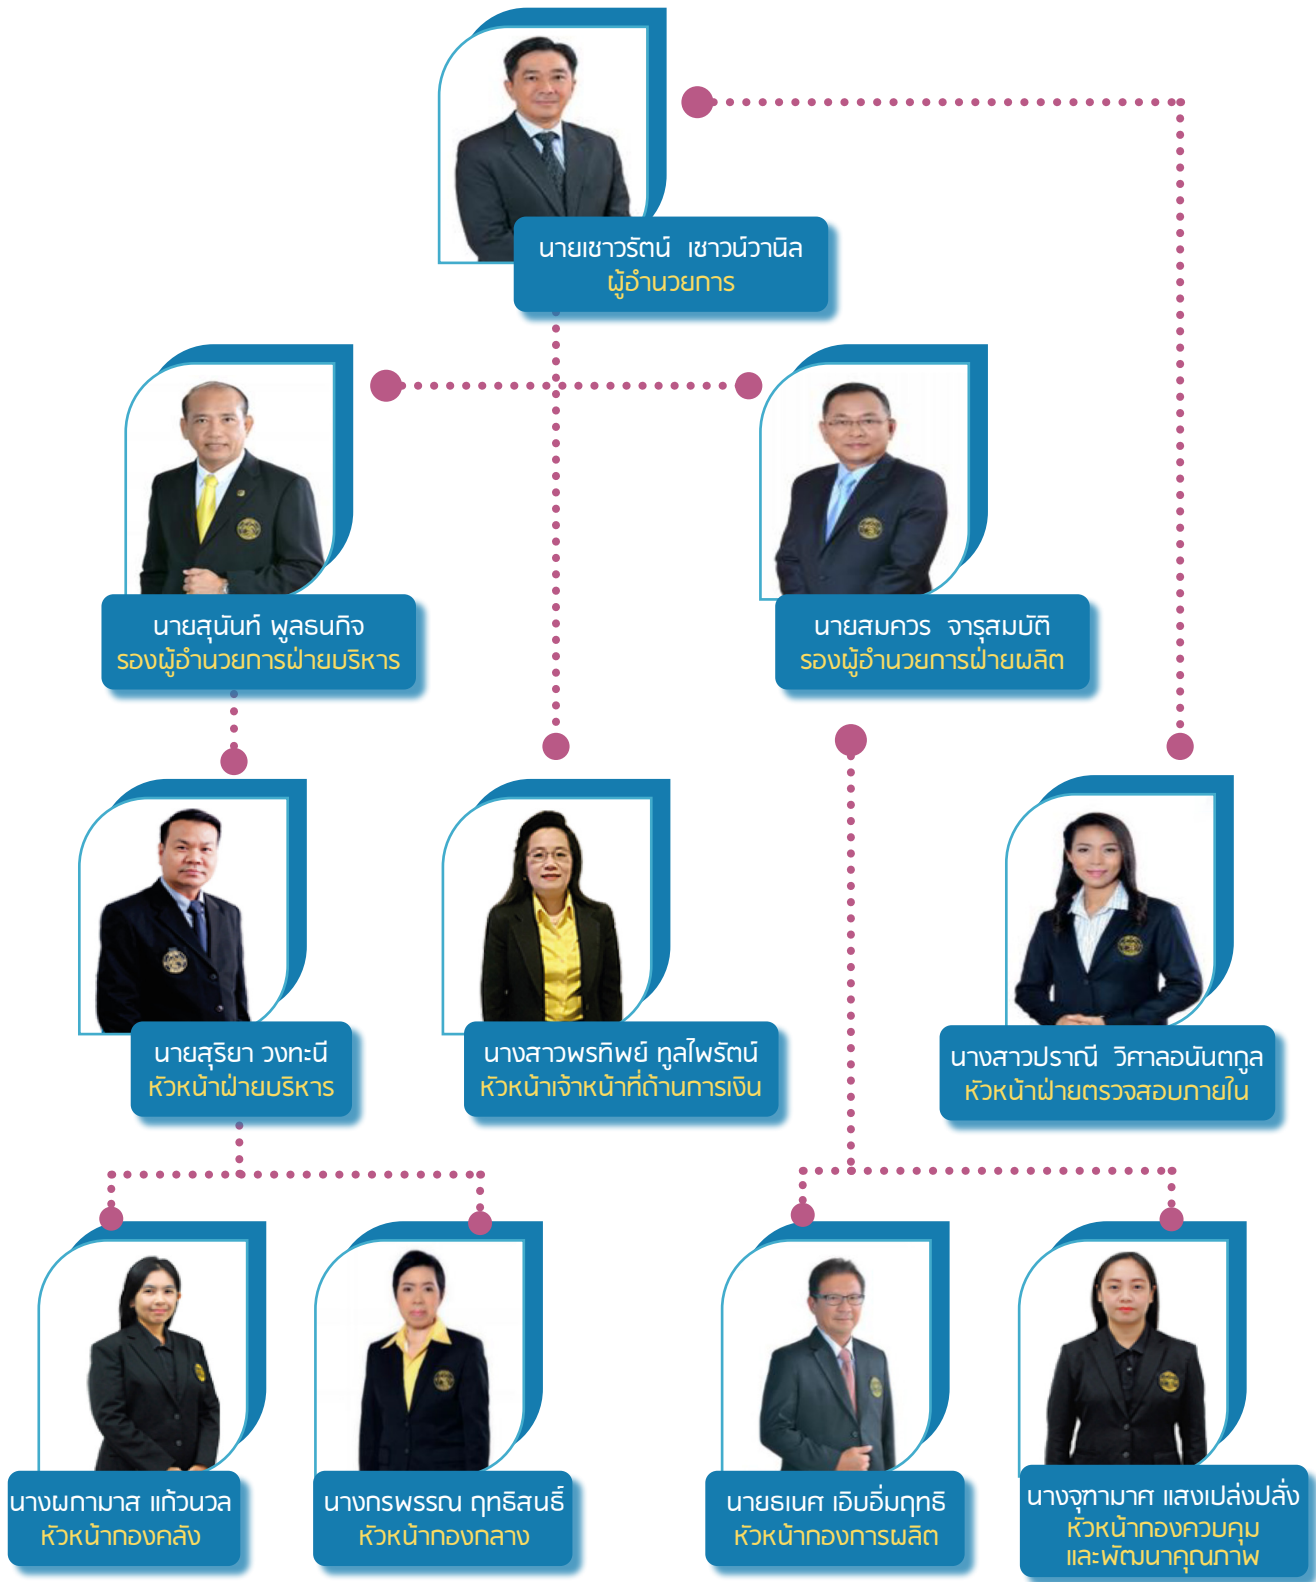 นายเชาวรัตน์ เชาวน์วานิล
ผู้อำนวยการ
นายสุนันท์ พูลธนกิจ
รองผู้อำนวยการฝ่ายบริหาร
นายสมควร จารุสมบัติ
รองผู้อำนวยการฝ่ายผลิต
นายสุริยา วงทะนี
หัวหน้าฝ่ายบริหาร
นางสาวพรทิพย์ ทูลไพรัตน์
หัวหน้าเจ้าหน้าที่ด้านการเงิน
นางสาวปราณี วิศาลอนันตกูล
หัวหน้าฝ่ายตรวจสอบภายใน
นางผกามาส แก้วนวล
หัวหน้ากองคลัง
นางกรพรรณ ฤทธิสนธิ์
หัวหน้ากองกลาง
นายธเนศ เอิบอิ่มฤทธิ
หัวหน้ากองการผลิต
นางจุฑามาศ แสงเปล่งปลั่ง
หัวหน้ากองควบคุม
และพัฒนาคุณภาพ